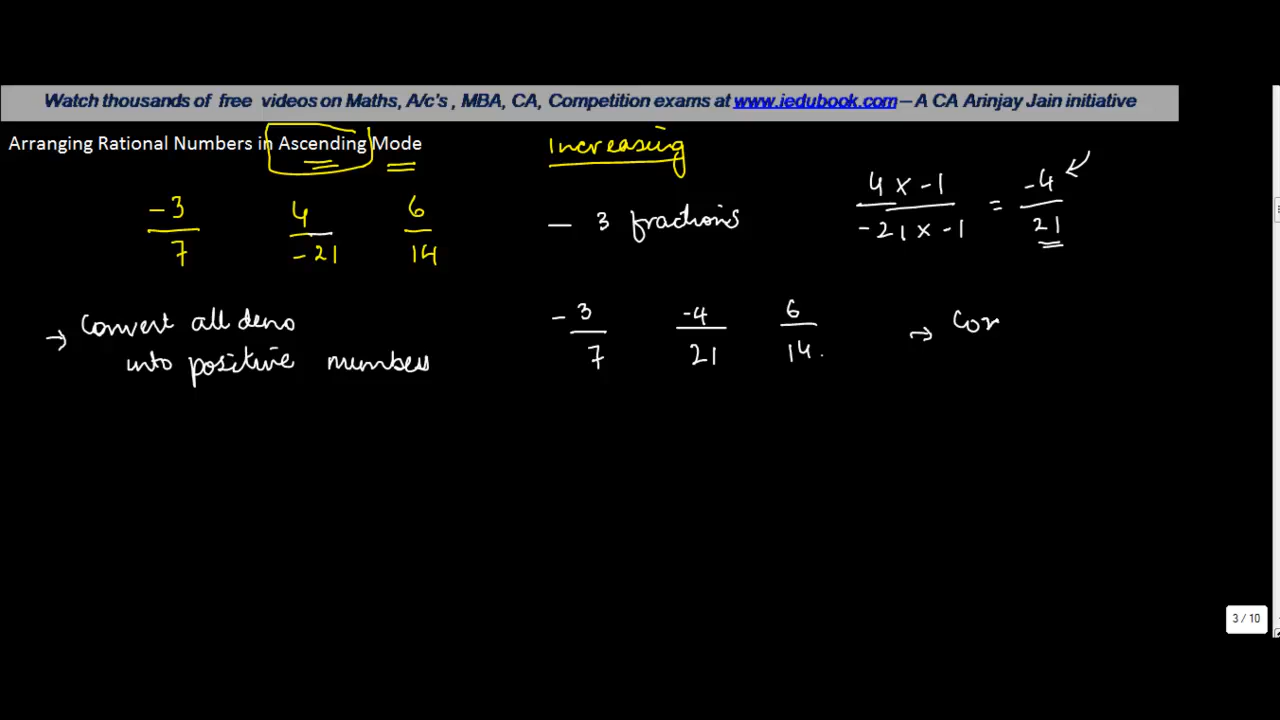 Watch thousands of free videos on Maths, A/c's , MBA, CA, Competition exams at www.iedubook.com – A CA Arinjay Jain initiative
Arranging Rational Numbers in Ascending Mode
Increasing
-3/7 4/-21 6/14
— 3 fractions
4 x -1 / -21 x -1 = -4/21
→ Convert all deno
into positive numbers
-3/7 -4/21 6/14
→ Con
3 / 10